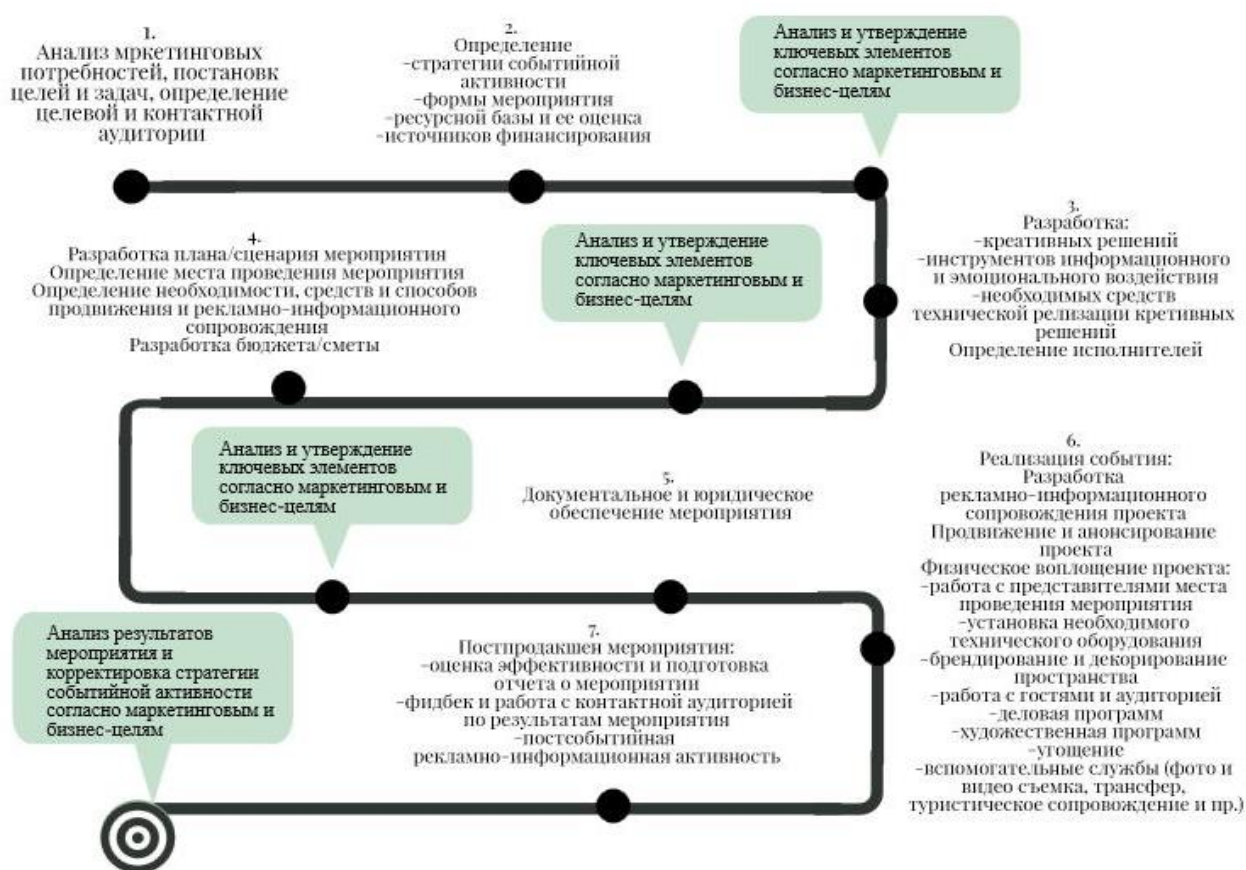 1.
Анализ мркетинговых
потребностей, постановк
целей и задач, определение
целевой и контактной
аудитории
2.
Определение
-стратегии событийной
активности
-формы мероприятия
-ресурсной базы и ее оценка
-источников финансирования
Анализ и утверждение
ключевых элементов
согласно маркетинговым и
бизнес-целям
3.
Разработка:
-креативных решений
-инструментов информационного
и эмоционального воздействия
-необходимых средств
технической релизации кретивных
решений
Определение исполнителей
Анализ и утверждение
ключевых элементов
согласно маркетинговым и
бизнес-целям
4.
Разработка плана/сценария мероприятия
Определение места проведения мероприятия
Определение необходимости, средств и способов
продвижения и рекламно-информационного
сопровождения
Разработка бюджета/сметы
Анализ и утверждение
ключевых элементов
согласно маркетинговым и
бизнес-целям
5.
Документальное и юридическое
обеспечение мероприятия
6.
Реализация события:
Разработка
рекламно-информационного
сопровождения проекта
Продвижение и анонсирование
проекта
Физическое воплощение проекта:
-работа с представителями места
проведения мероприятия
-установка необходимого
технического оборудования
-брендирование и декорирование
пространства
-работа с гостями и аудиторией
-деловая программ
-художественная программ
-угощение
-вспомогательные службы (фото и
видео съемка, трансфер,
туристическое сопровождение и пр.)
7.
Постпродакшен мероприятия:
-оценка эффективности и подготовка
отчета о мероприятии
-фидбек и работа с контактной аудиторией
по результатам мероприятия
-постсобытийная
рекламно-информационная активность
Анализ результатов
мероприятия и
корректировка стратегии
событийной активности
согласно маркетинговым и
бизнес-целям